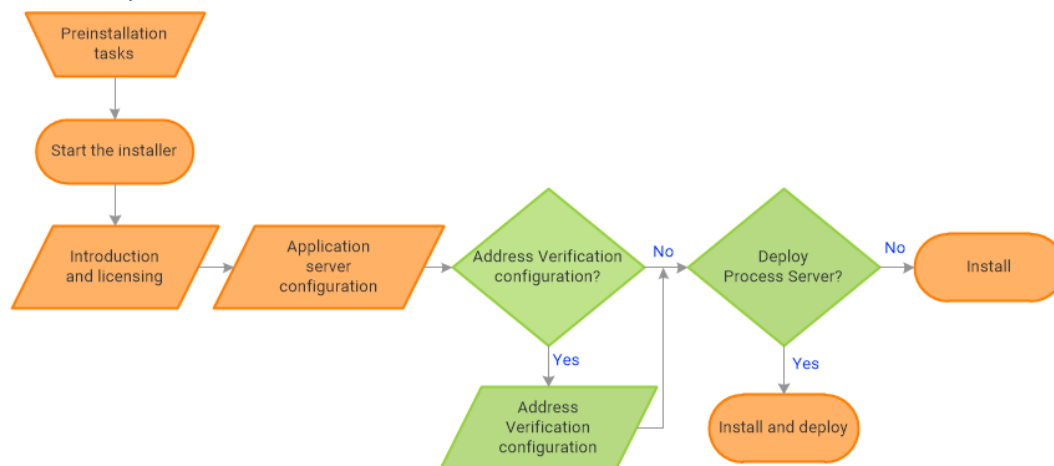 Preinstallation
tasks
Start the installer
Introduction
and licensing
Application
server
configuration
Address Verification
configuration?
No
Yes
Address
Verification
configuration
Deploy
Process Server?
No
Install
Yes
Install and deploy